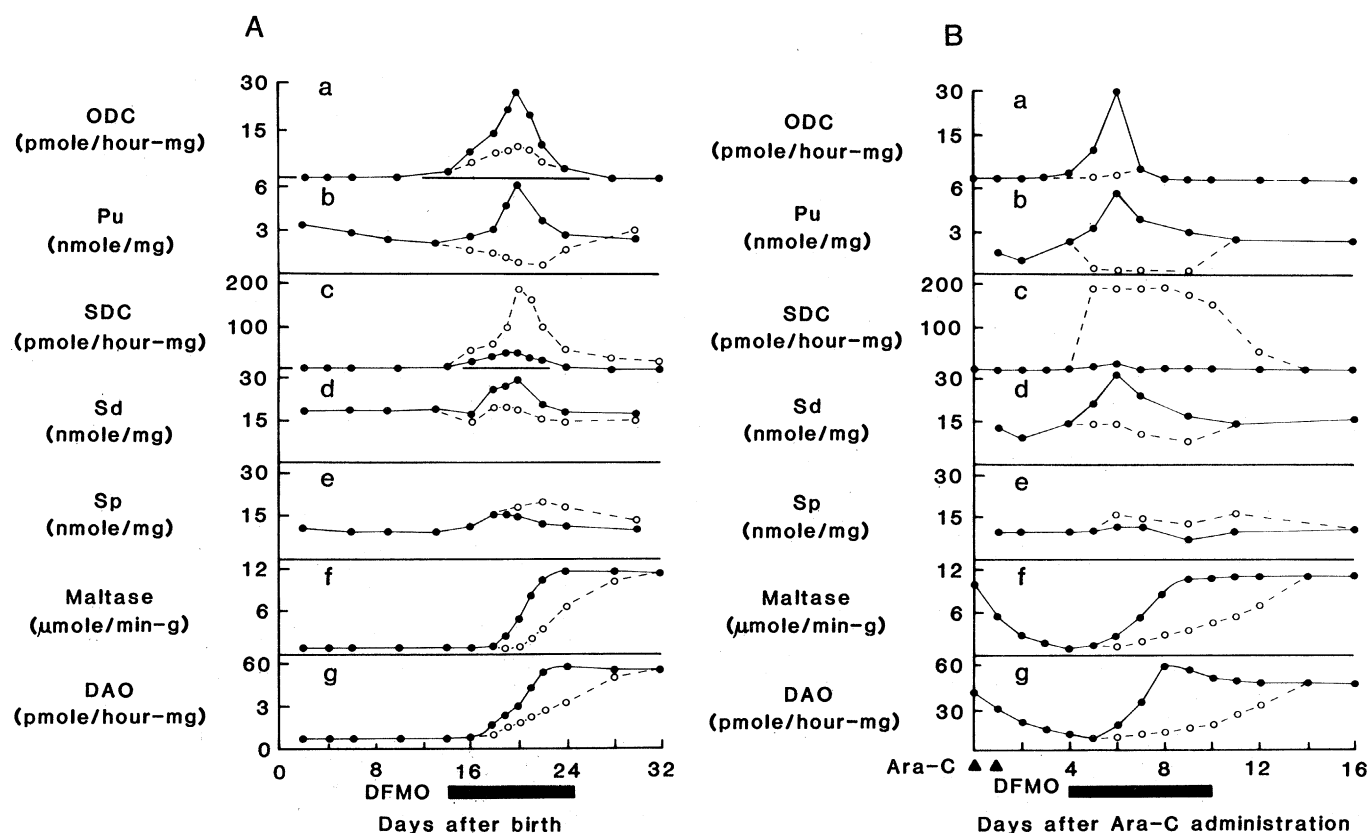 A
ODC
(pmole/hour-mg)
30
15
a
Pu
(nmole/mg)
6
3
b
SDC
(pmole/hour-mg)
200
100
c
Sd
(nmole/mg)
30
15
d
Sp
(nmole/mg)
30
15
e
Maltase
(µmole/min-g)
12
6
f
DAO
(pmole/hour-mg)
60
3
0
g
0 8 16 24 32
DFMO
Days after birth
B
ODC
(pmole/hour-mg)
30
15
a
Pu
(nmole/mg)
6
3
b
SDC
(pmole/hour-mg)
200
100
c
Sd
(nmole/mg)
30
15
d
Sp
(nmole/mg)
30
15
e
Maltase
(µmole/min-g)
12
6
f
DAO
(pmole/hour-mg)
60
30
g
Ara-C
4 8 12 16
DFMO
Days after Ara-C administration